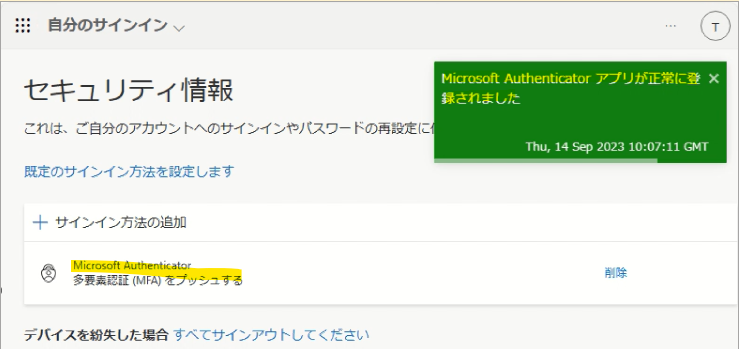 自分のサインイン
... T
Microsoft Authenticator アプリが正常に登
録されました
Thu, 14 Sep 2023 10:07:11 GMT
セキュリティ情報
これは、ご自分のアカウントへのサインインやパスワードの再設定に
既定のサインイン方法を設定します
+ サインイン方法の追加
Microsoft Authenticator
多要素認証 (MFA) をプッシュする
削除
デバイスを紛失した場合 すべてサインアウトしてください